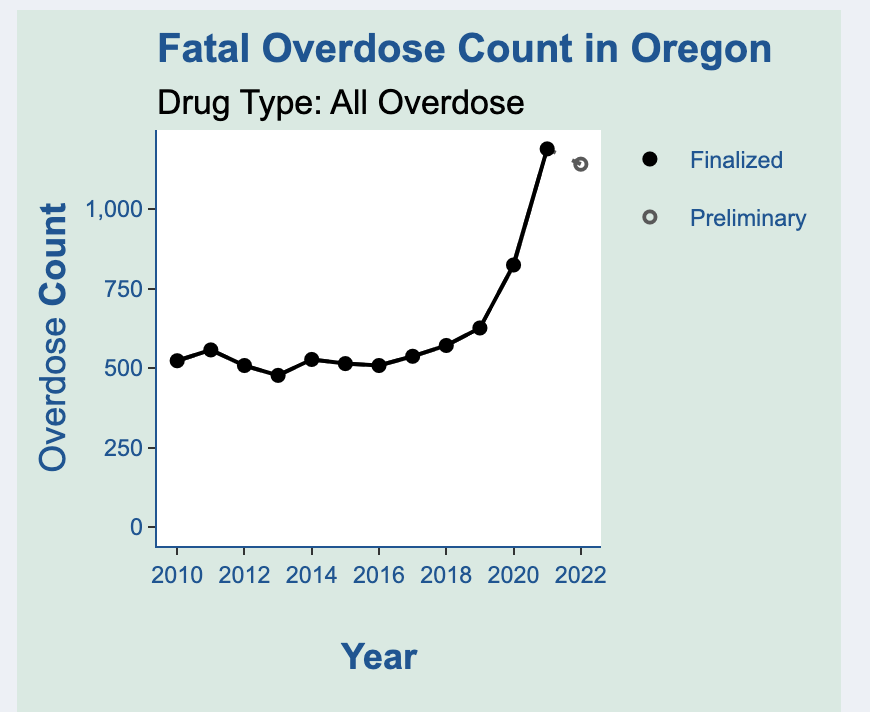 Fatal Overdose Count in Oregon
Drug Type: All Overdose
Finalized
Preliminary
Overdose Count
1,000
750
500
250
0
2010 2012 2014 2016 2018 2020 2022
Year